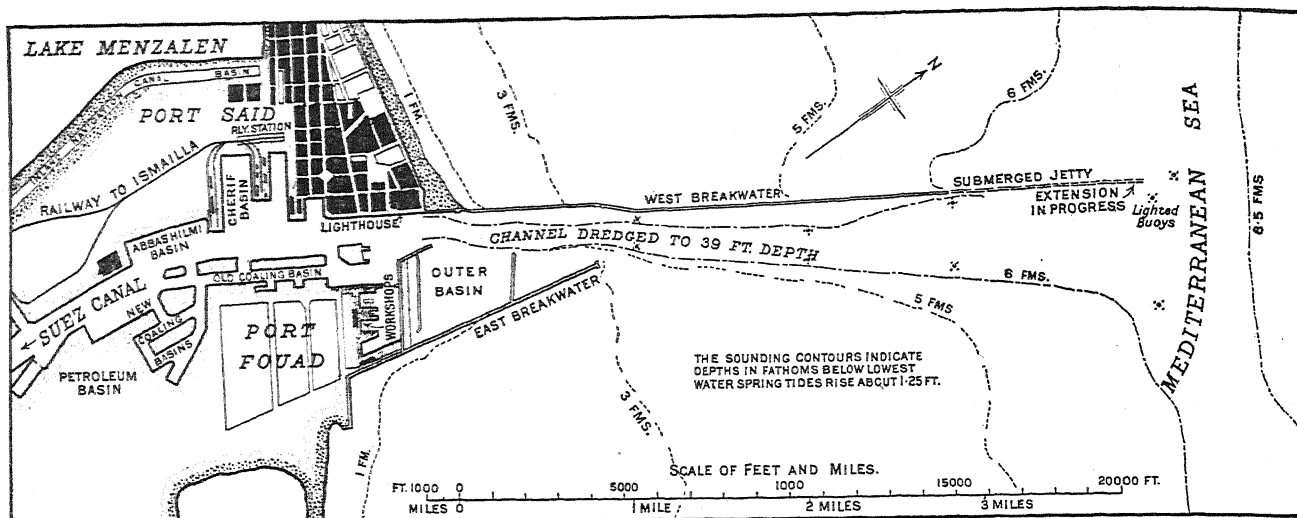 LAKE MENZALEN
CANAL BASIN
PORT SAID
RLY. STATION
RAILWAY TO ISMAILLA
CHERIF
BASIN
ABBAS HILMI
BASIN
LIGHTHOUSE
OLD COALING BASIN
SUEZ CANAL
NEW
COALING
BASINS
PETROLEUM
BASIN
PORT
FOUAD
WORKSHOPS
OUTER
BASIN
EAST BREAKWATER
WEST BREAKWATER
CHANNEL DREDGED TO 39 FT. DEPTH
SUBMERGED JETTY
EXTENSION
IN PROGRESS
Lighted
Buoys
MEDITERRANEAN SEA
N
1 FM.
3 FMS.
5 FMS.
6 FMS.
6·5 FMS
6 FMS.
5 FMS
3 FMS.
1 FM.
THE SOUNDING CONTOURS INDICATE
DEPTHS IN FATHOMS BELOW LOWEST
WATER SPRING TIDES RISE ABOUT 1·25 FT.
SCALE OF FEET AND MILES.
FT. 1000 0 5000 1000 15000 20000 FT.
MILES 0 1 MILE 2 MILES 3 MILES